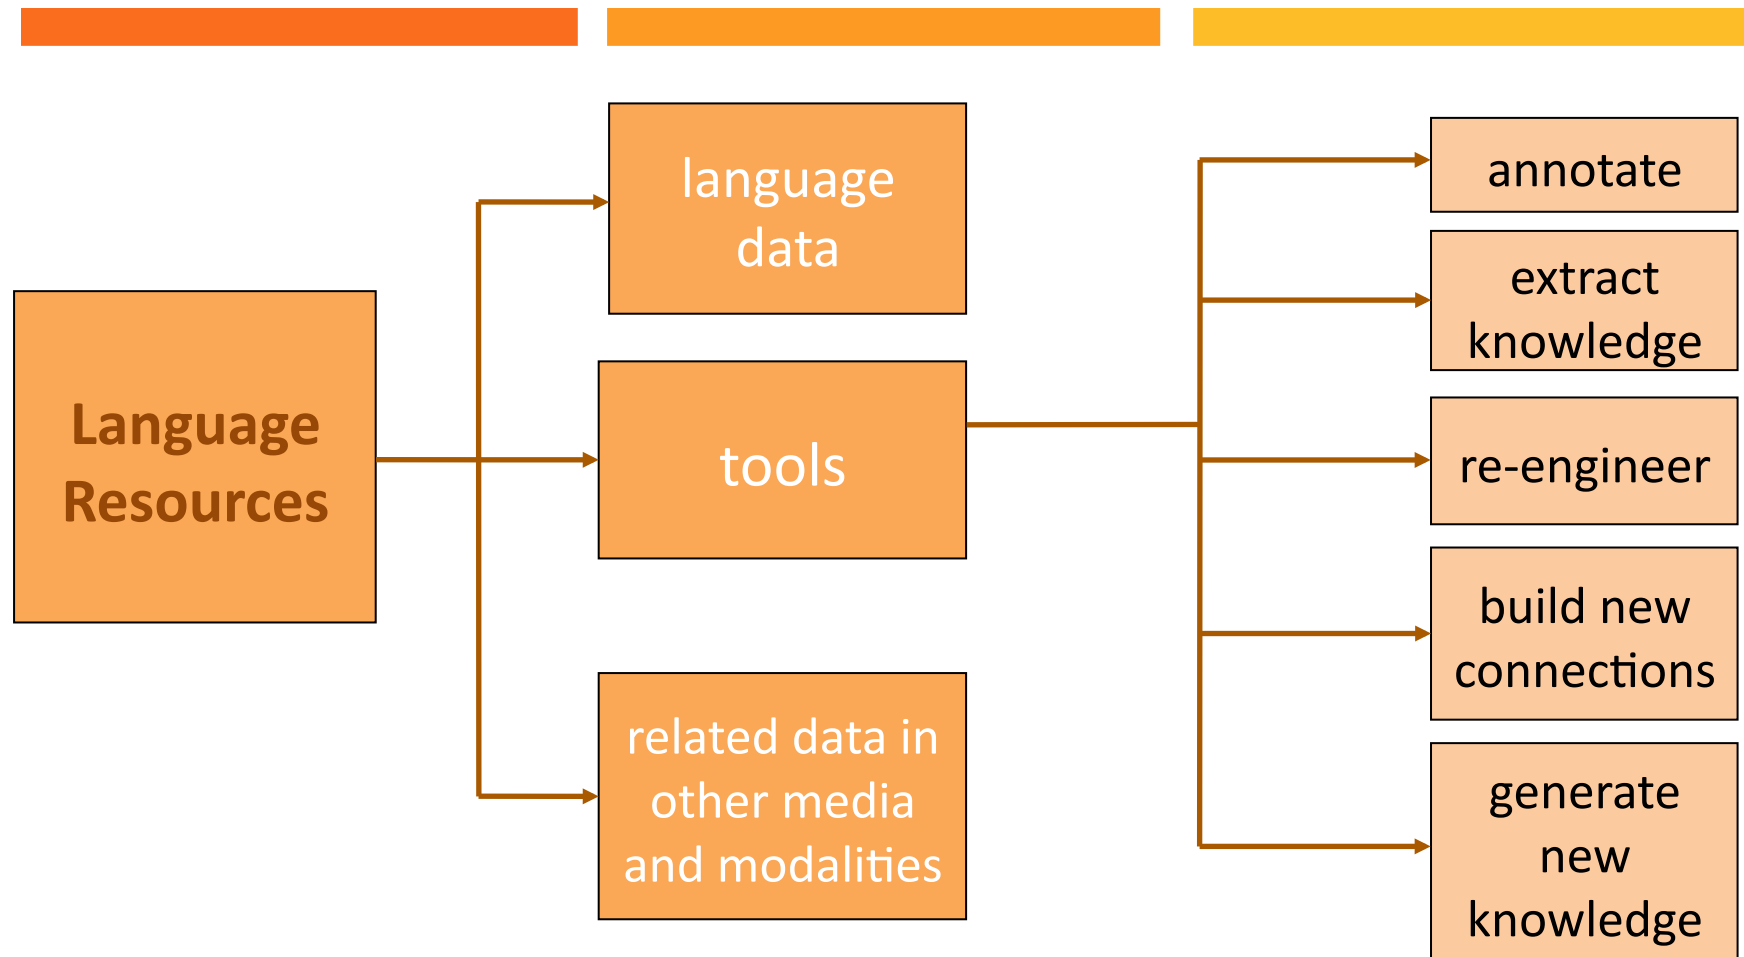 Language
Resources
language
data
tools
related data in
other media
and modalities
annotate
extract
knowledge
re-engineer
build new
connections
generate
new
knowledge